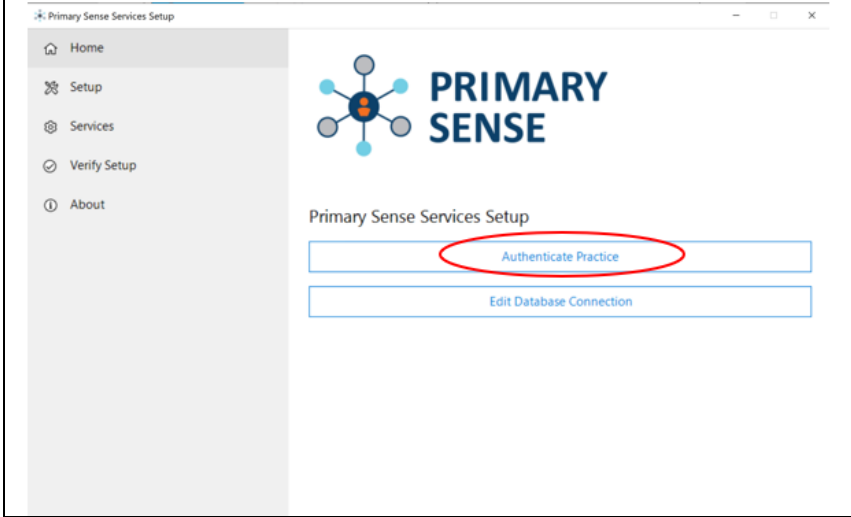 Primary Sense Services Setup
Home
Setup
Services
Verify Setup
About
PRIMARY
SENSE
Primary Sense Services Setup
Authenticate Practice
Edit Database Connection